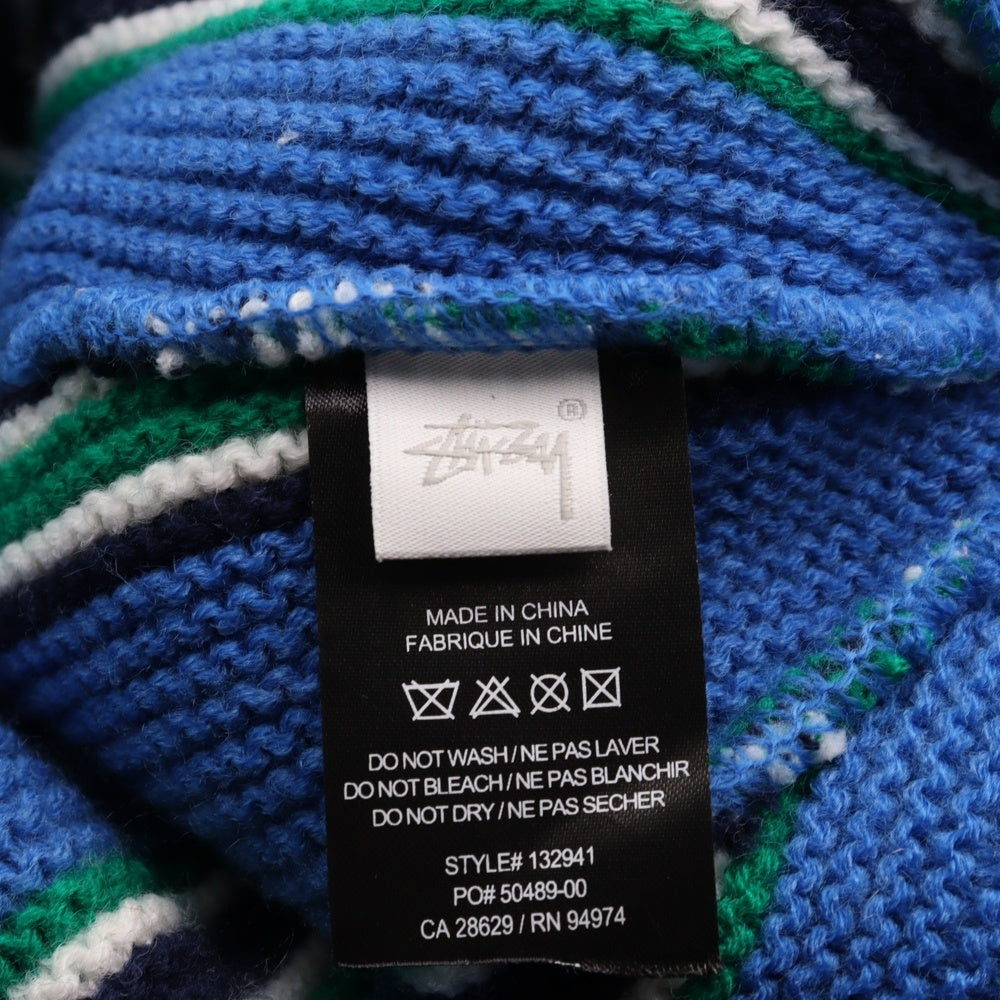 Stüssy ®
MADE IN CHINA
FABRIQUE IN CHINE
DO NOT WASH / NE PAS LAVER
DO NOT BLEACH / NE PAS BLANCHIR
DO NOT DRY / NE PAS SECHER
STYLE# 132941
PO# 50489-00
CA 28629 / RN 94974